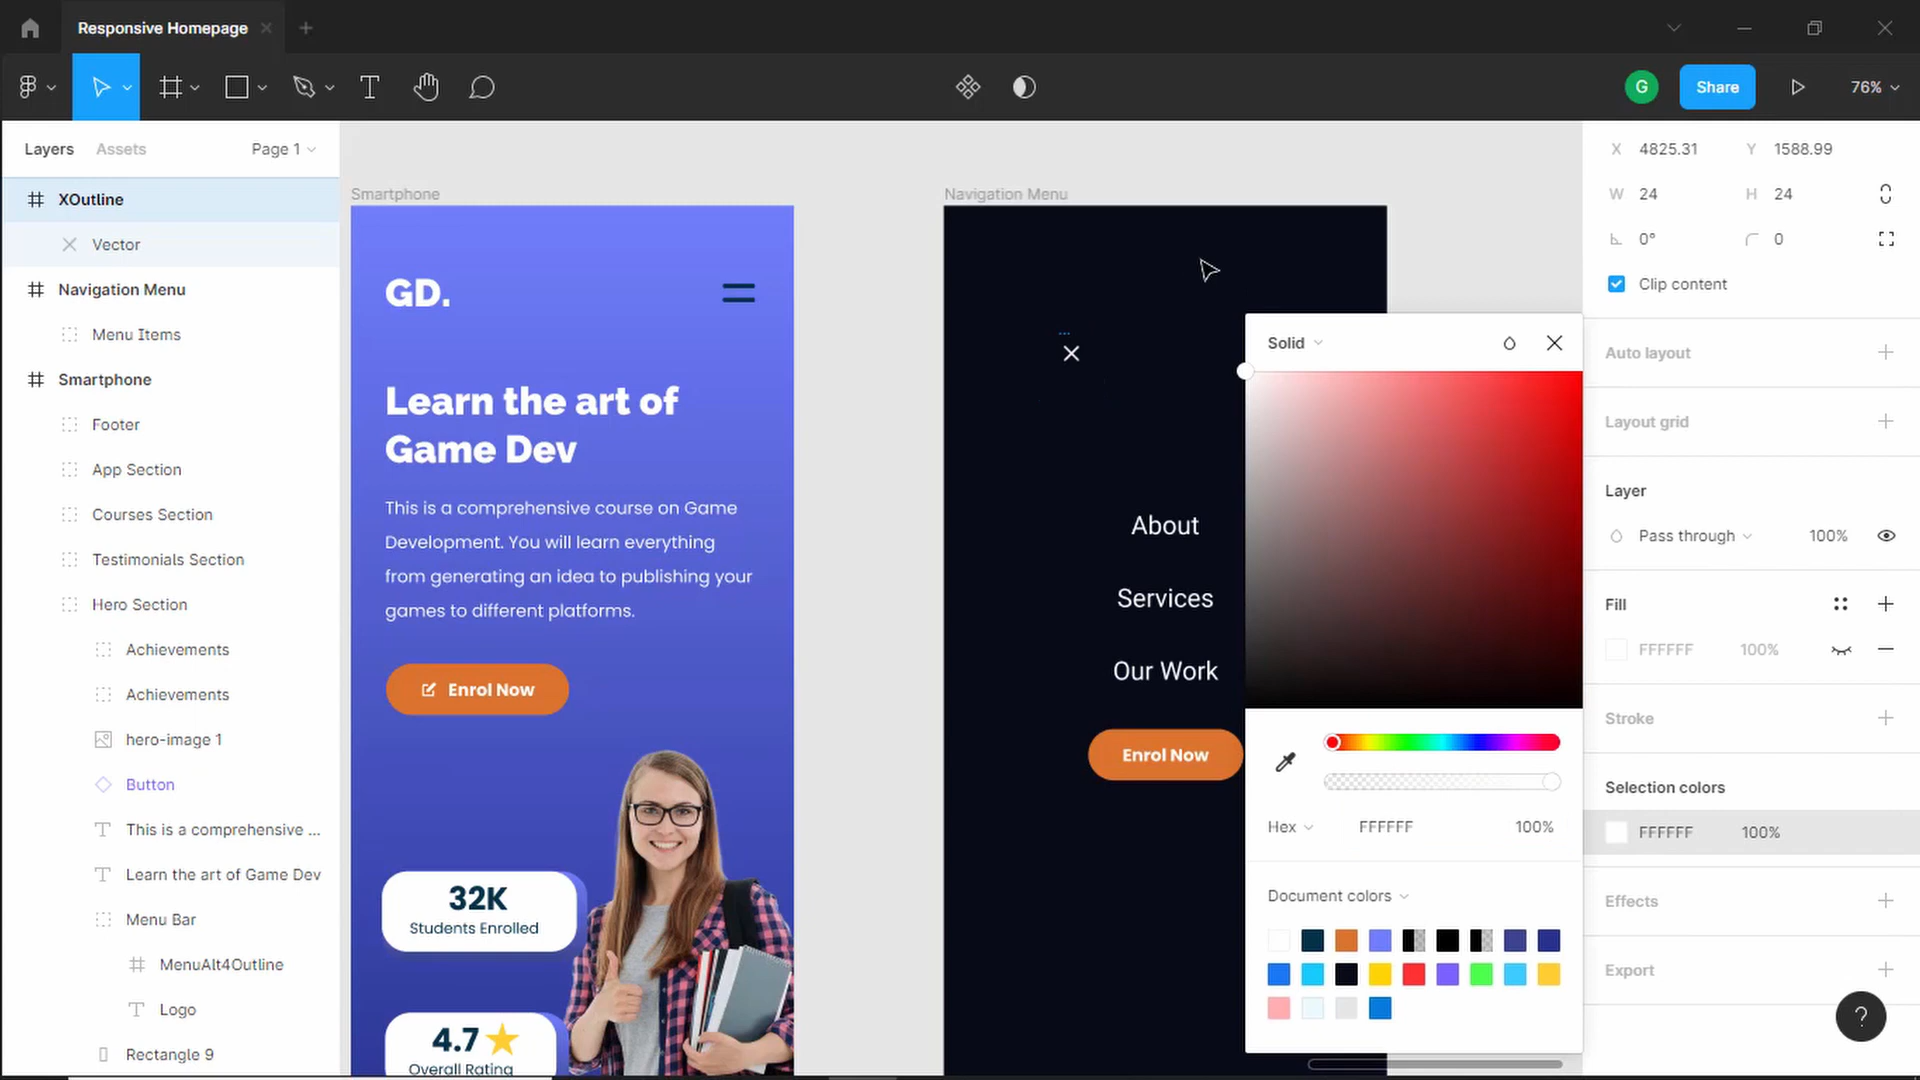 Responsive Homepage
G
Share
76%
Layers
Assets
Page 1
XOutline
Vector
Navigation Menu
Menu Items
Smartphone
Footer
App Section
Courses Section
Testimonials Section
Hero Section
Achievements
Achievements
hero-image 1
Button
This is a comprehensive ...
Learn the art of Game Dev
Menu Bar
MenuAlt4Outline
Logo
Rectangle 9
Smartphone
GD.
Learn the art of
Game Dev
This is a comprehensive course on Game
Development. You will learn everything
from generating an idea to publishing your
games to different platforms.
Enrol Now
32K
Students Enrolled
4.7
Overall Rating
Navigation Menu
About
Services
Our Work
Enrol Now
Solid
Hex
FFFFFF
100%
Document colors
X 4825.31
Y 1588.99
W 24
H 24
0°
0
Clip content
Auto layout
Layout grid
Layer
Pass through
100%
Fill
FFFFFF
100%
Stroke
Selection colors
FFFFFF
100%
Effects
Export
?